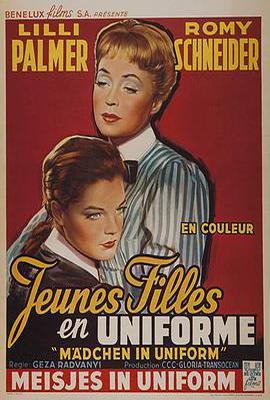 BENELUX films S.A. PRÉSENTE
LILLI PALMER
ROMY SCHNEIDER
EN COULEUR
Jeunes Filles
en UNIFORME
"MÄDCHEN IN UNIFORM"
Regie: GEZA RADVANYI Production CCC-GLORIA-TRANSOCEAN
MEISJES IN UNIFORM